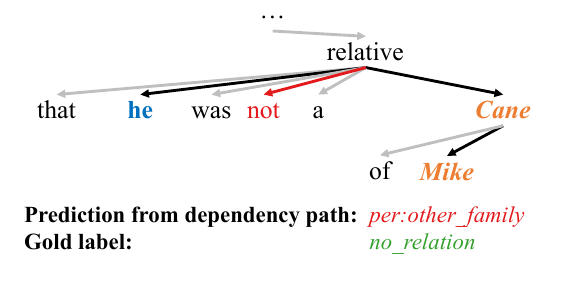 ...
relative
that he was not a Cane
of Mike
Prediction from dependency path: per:other_family
Gold label: no_relation